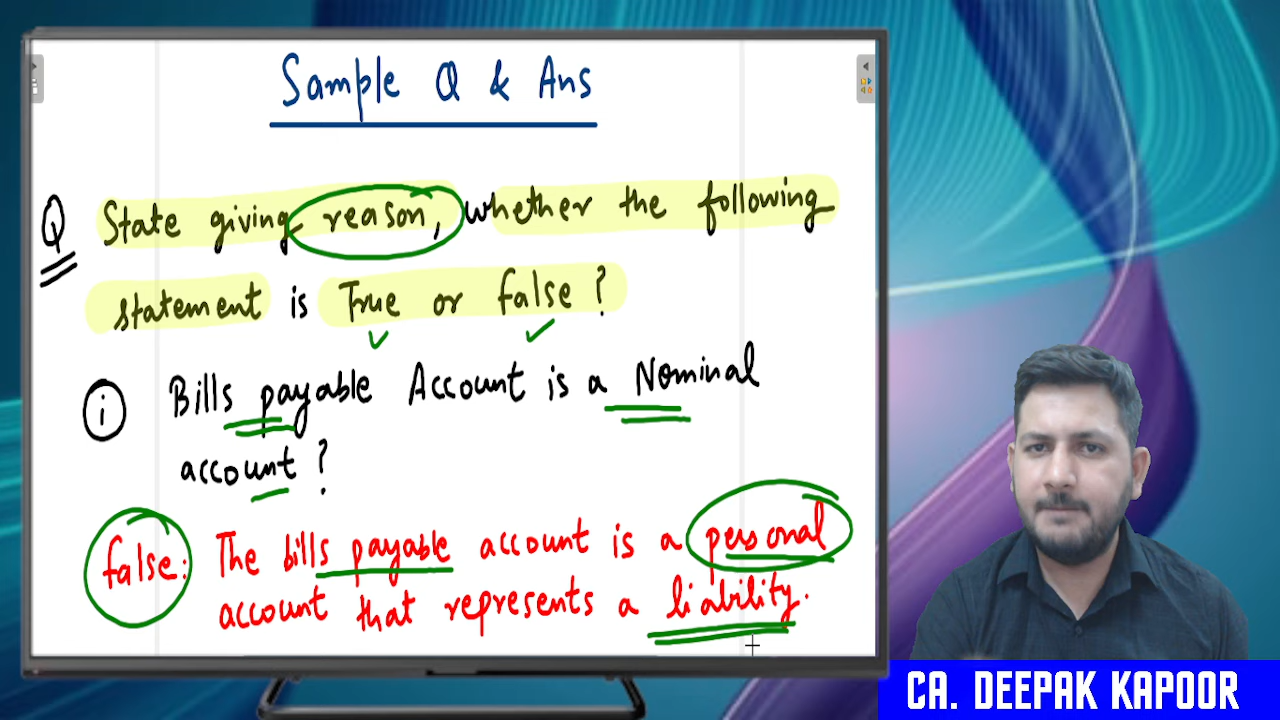 Sample Q & Ans
Q State giving reason, whether the following
statement is True or false ?
i Bills payable Account is a Nominal
account ?
false: The bills payable account is a personal
account that represents a liability.
CA. DEEPAK KAPOOR